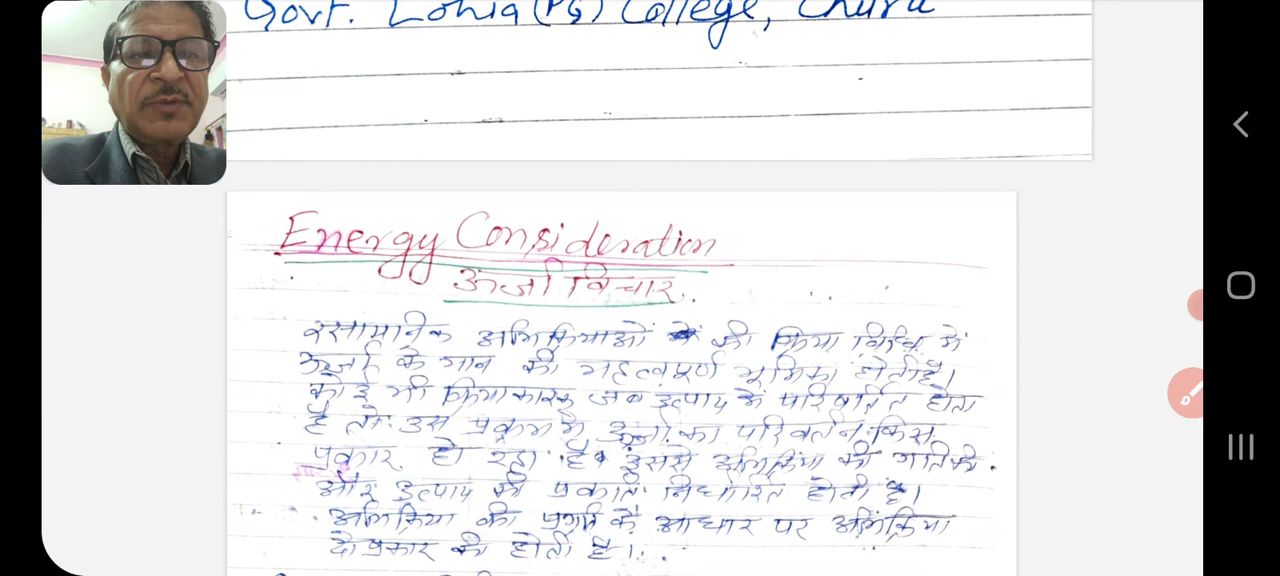 Govt. Lohia (PG) College, Churu
Energy Consideration
ऊर्जा विचार
रसायनिक अभिक्रियाओं की क्रिया विधि में
ऊर्जा के मान की महत्वपूर्ण भूमिका होती है।
कोई भी क्रियाकारक जब उत्पाद में परिवर्तित होता
है तो उस प्रक्रम में ऊर्जा का परिवर्तन किस
प्रकार हो रहा है इससे अभिक्रिया की गतिकी
और उत्पाद की प्रकृति निर्धारित होती है।
अभिक्रिया की प्रगति के आधार पर अभिक्रिया
दो प्रकार की होती है।